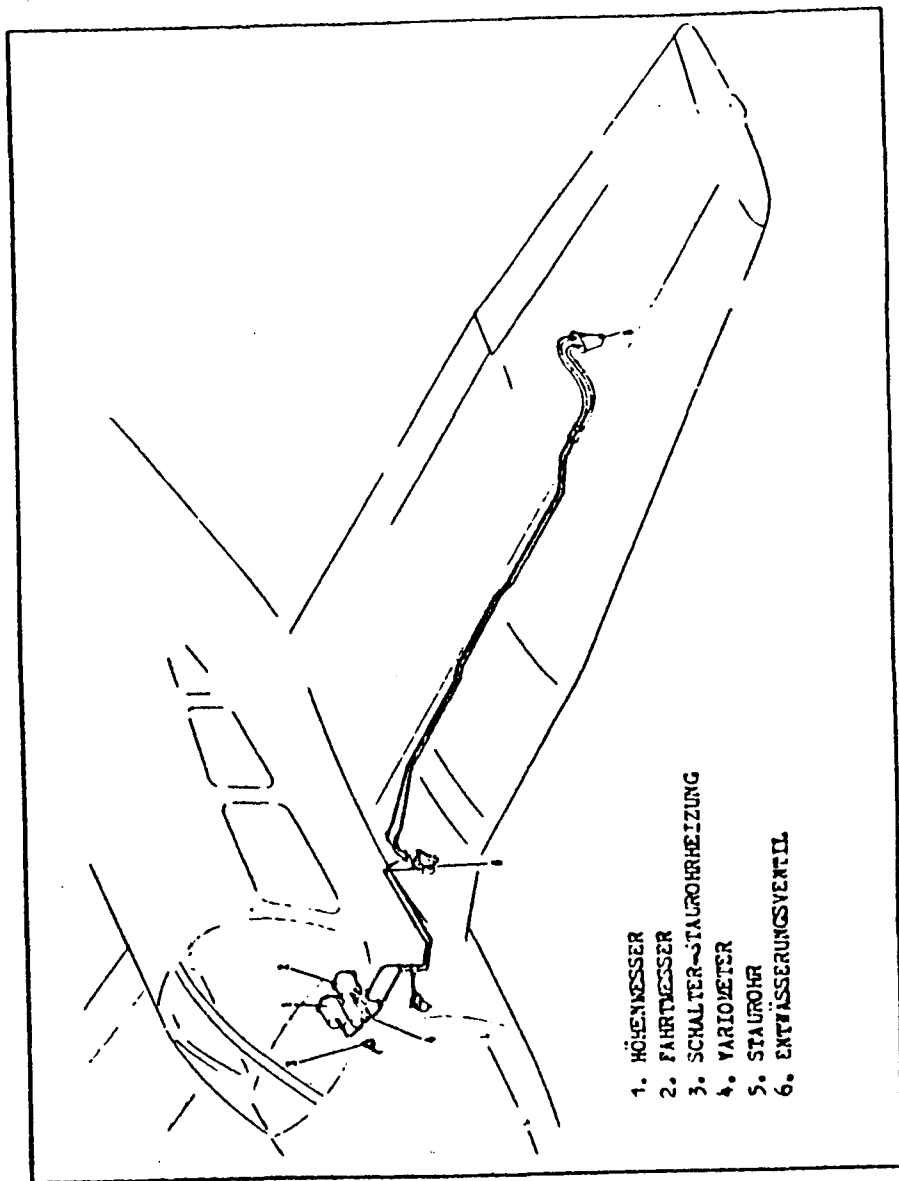 1. HÖHENMESSER
2. FAHRTMESSER
3. SCHALTER-STAUROHRHEIZUNG
4. VARIOMETER
5. STAUROHR
6. ENTWÄSSERUNGSVENTIL